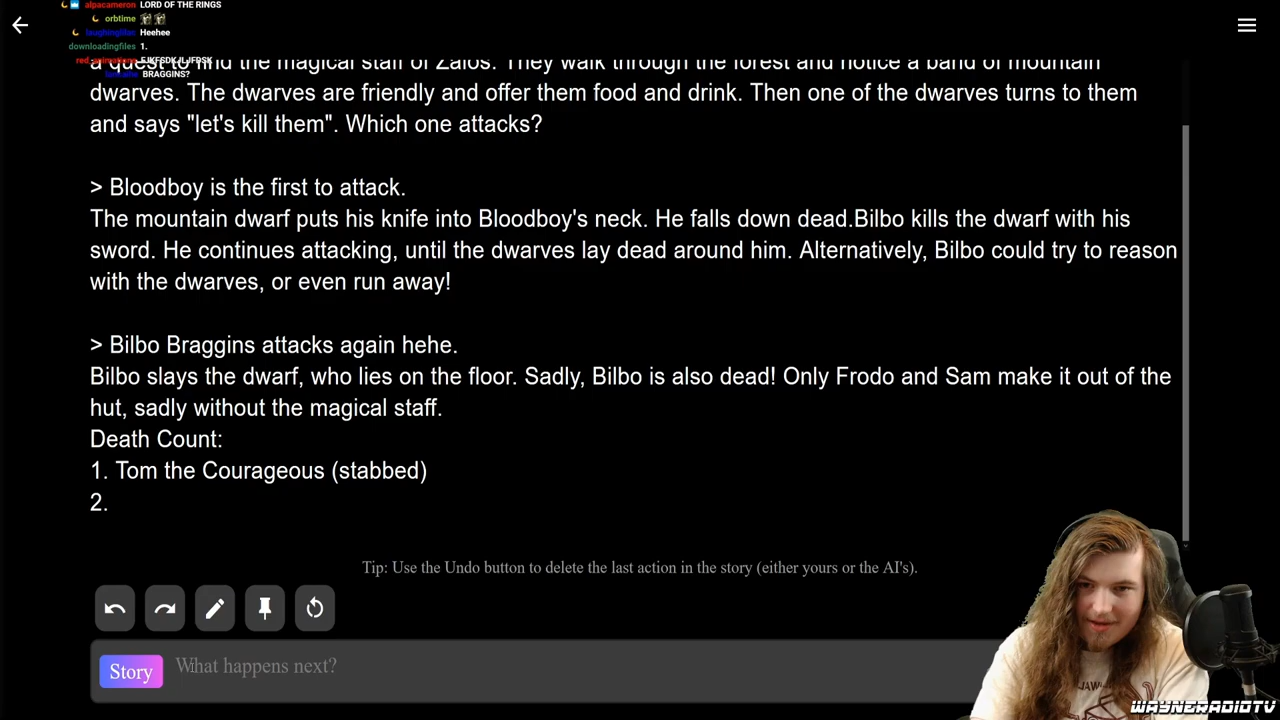 alpacameron LORD OF THE RINGS
orbtime
laughinglilac Heehee
downloadingfiles 1.
BRAGGINS?
a quest to find the magical staff of Zalos. They walk through the forest and notice a band of mountain
dwarves. The dwarves are friendly and offer them food and drink. Then one of the dwarves turns to them
and says "let's kill them". Which one attacks?
> Bloodboy is the first to attack.
The mountain dwarf puts his knife into Bloodboy's neck. He falls down dead.Bilbo kills the dwarf with his
sword. He continues attacking, until the dwarves lay dead around him. Alternatively, Bilbo could try to reason
with the dwarves, or even run away!
> Bilbo Braggins attacks again hehe.
Bilbo slays the dwarf, who lies on the floor. Sadly, Bilbo is also dead! Only Frodo and Sam make it out of the
hut, sadly without the magical staff.
Death Count:
1. Tom the Courageous (stabbed)
2.
Tip: Use the Undo button to delete the last action in the story (either yours or the AI's).
Story What happens next?
WAYNERADIOTV